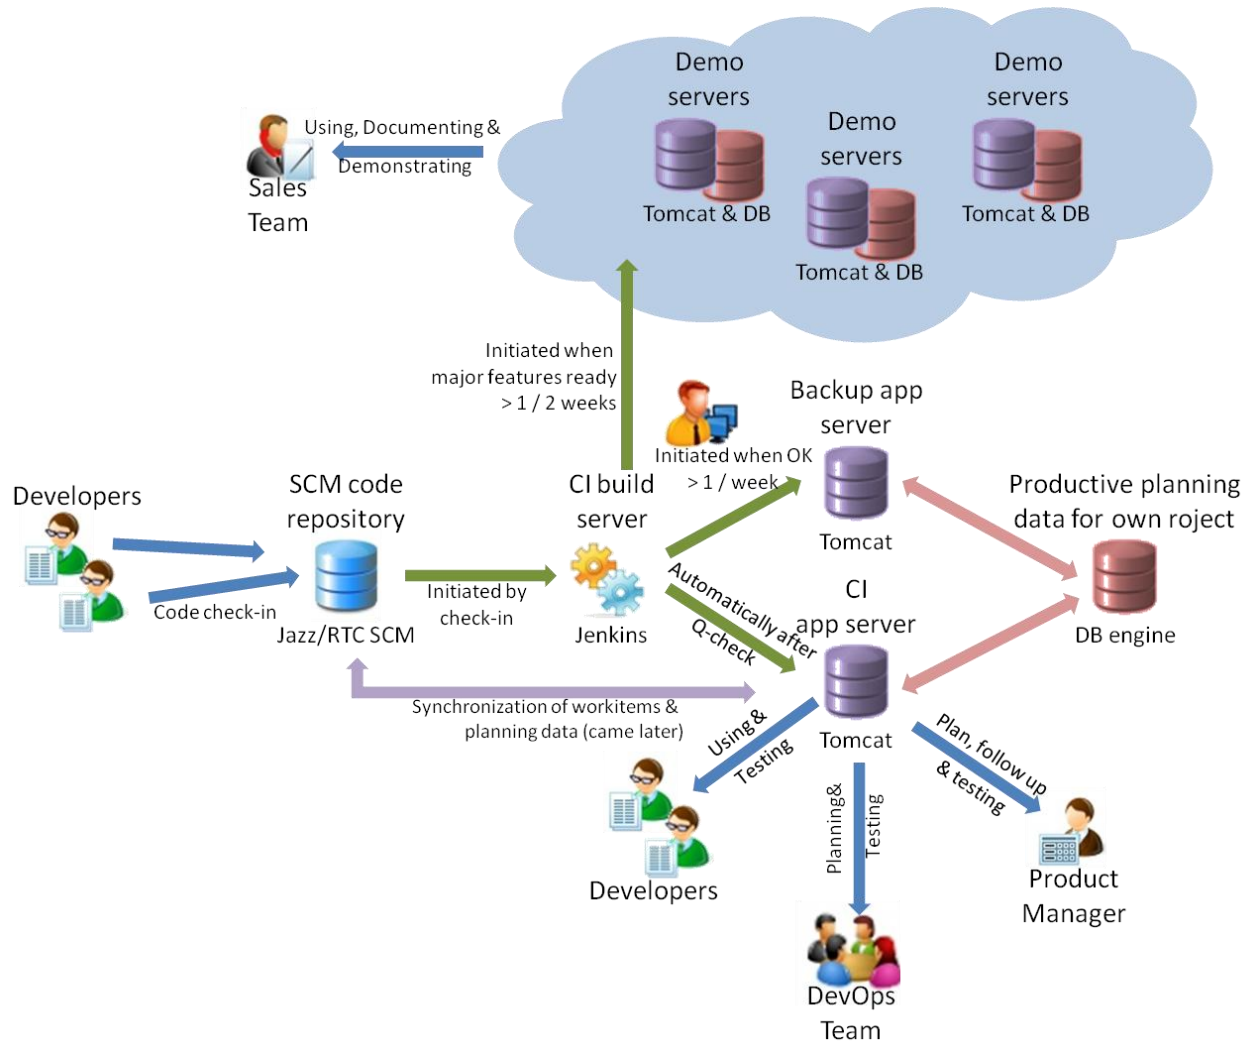 Demo
servers
Tomcat & DB
Demo
servers
Tomcat & DB
Demo
servers
Tomcat & DB
Using, Documenting &
Demonstrating
Sales
Team
Initiated when
major features ready
> 1 / 2 weeks
Initiated when OK
> 1 / week
Backup app
server
Tomcat
Developers
Code check-in
SCM code
repository
Jazz/RTC SCM
Initiated by
check-in
CI build
server
Jenkins
Automatically after
Q-check
CI
app server
Tomcat
Productive planning
data for own roject
DB engine
Synchronization of workitems &
planning data (came later)
Using &
Testing
Developers
Planning&
Testing
DevOps
Team
Plan, follow up
& testing
Product
Manager